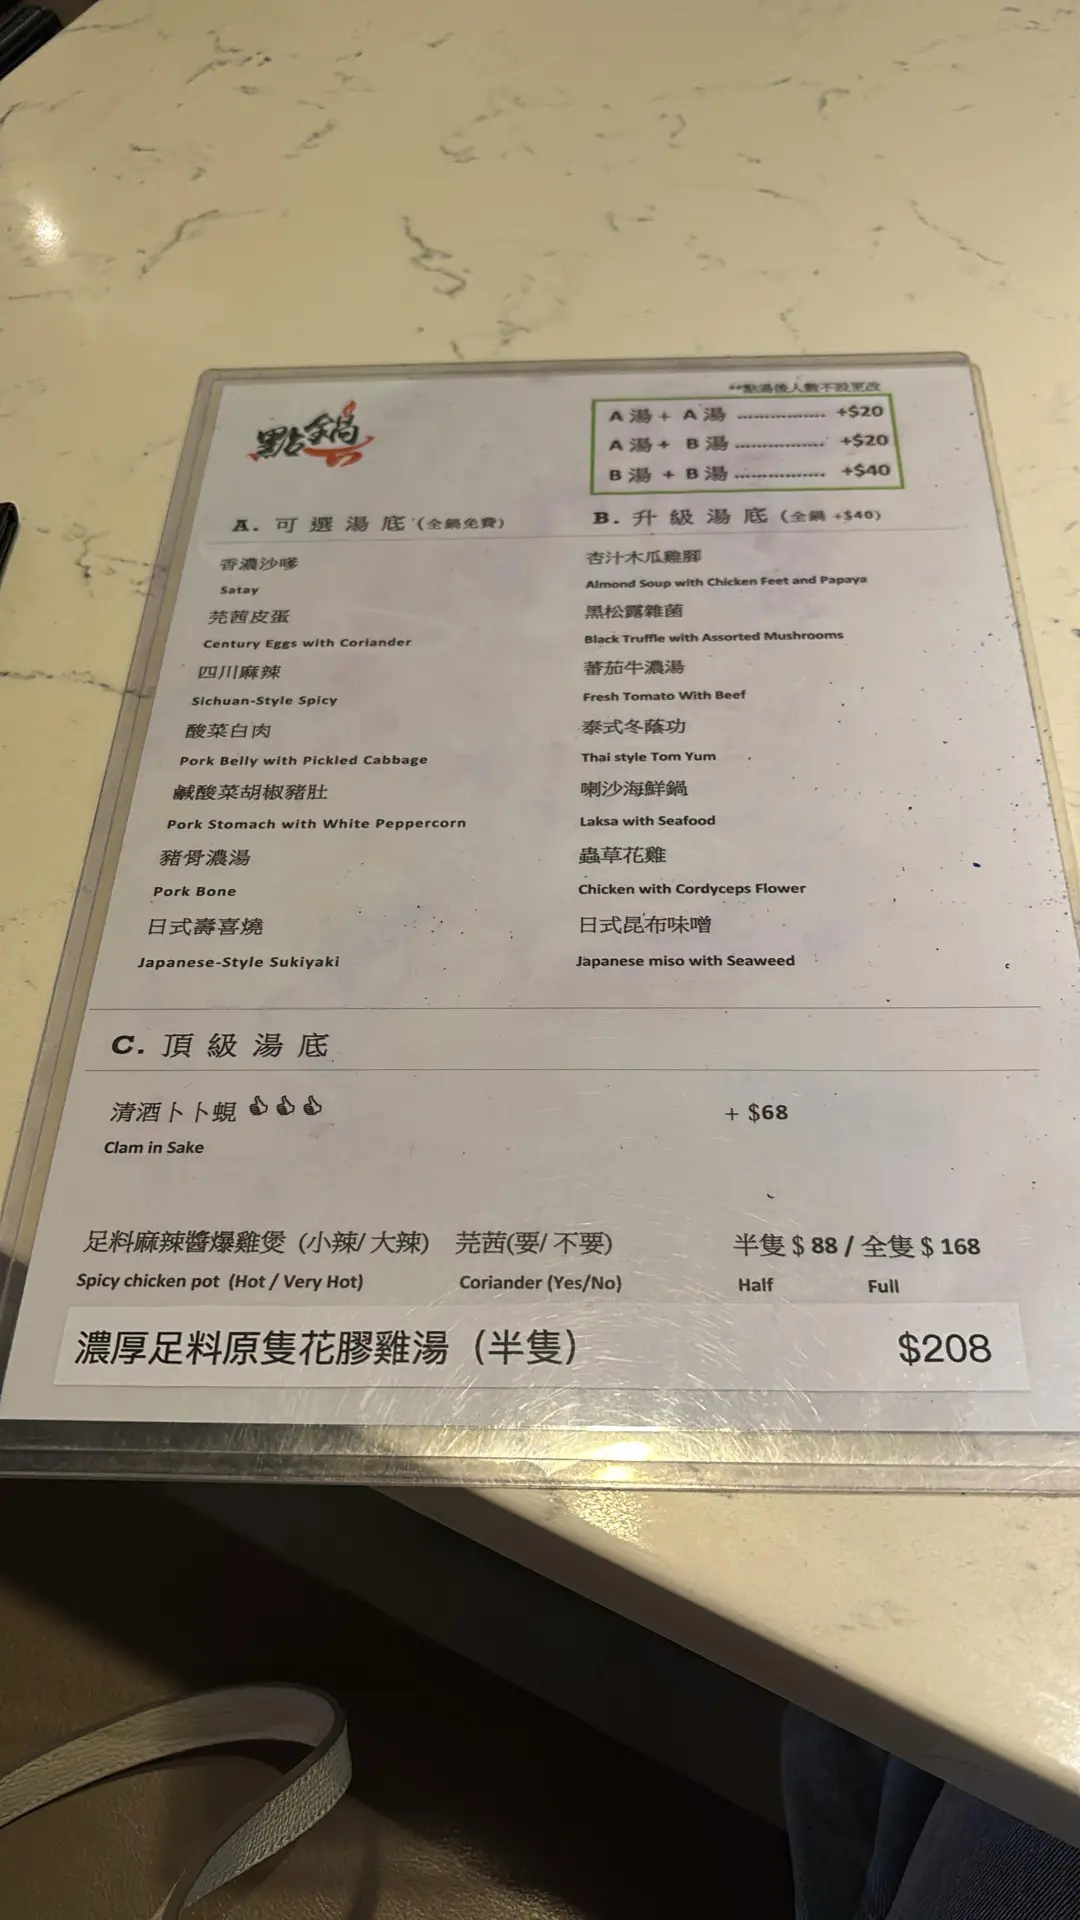 點鍋
**點湯後人數不設更改
A 湯 + A 湯 ................ +$20
A 湯 + B 湯 ................ +$20
B 湯 + B 湯 ................ +$40
A. 可選湯底 (全鍋免費)
香濃沙嗲
Satay
芫茜皮蛋
Century Eggs with Coriander
四川麻辣
Sichuan-Style Spicy
酸菜白肉
Pork Belly with Pickled Cabbage
鹹酸菜胡椒豬肚
Pork Stomach with White Peppercorn
豬骨濃湯
Pork Bone
日式壽喜燒
Japanese-Style Sukiyaki
B. 升級湯底 (全鍋 +$40)
杏汁木瓜雞腳
Almond Soup with Chicken Feet and Papaya
黑松露雜菌
Black Truffle with Assorted Mushrooms
蕃茄牛濃湯
Fresh Tomato With Beef
泰式冬蔭功
Thai style Tom Yum
喇沙海鮮鍋
Laksa with Seafood
蟲草花雞
Chicken with Cordyceps Flower
日式昆布味噌
Japanese miso with Seaweed
C. 頂級湯底
清酒卜卜蜆 👍👍👍 + $68
Clam in Sake
足料麻辣醬爆雞煲 (小辣/ 大辣) 芫茜(要/ 不要) 半隻 $ 88 / 全隻 $ 168
Spicy chicken pot (Hot / Very Hot) Coriander (Yes/No) Half Full
濃厚足料原隻花膠雞湯（半隻） $208